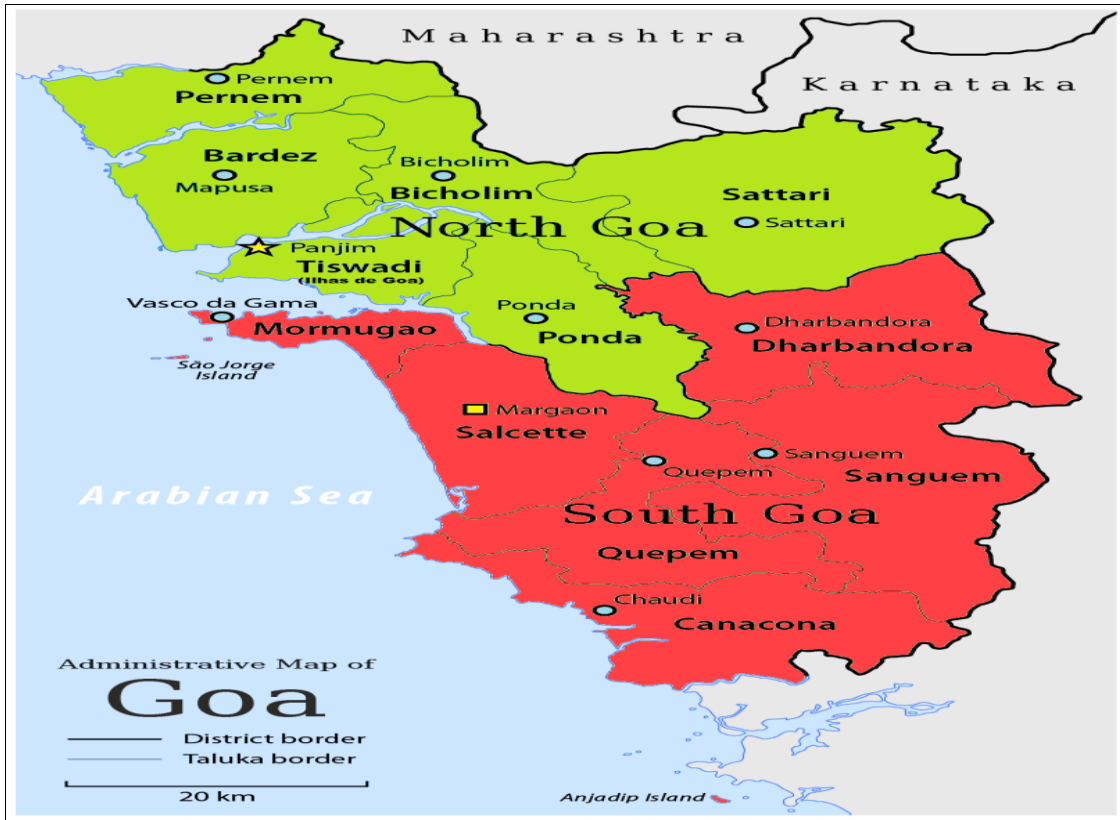 Maharashtra
Karnataka
Pernem
Pernem
Bardez
Mapusa
Bicholim
Bicholim
Sattari
Sattari
North Goa
Panjim
Tiswadi
(Ilhas de Goa)
Vasco da Gama
Mormugao
Ponda
Ponda
Dharbandora
Dharbandora
São Jorge
Island
Margaon
Salcette
Sanguem
Quepem
Sanguem
Arabian Sea
South Goa
Quepem
Chaudi
Canacona
Administrative Map of
Goa
District border
Taluka border
20 km
Anjadip Island